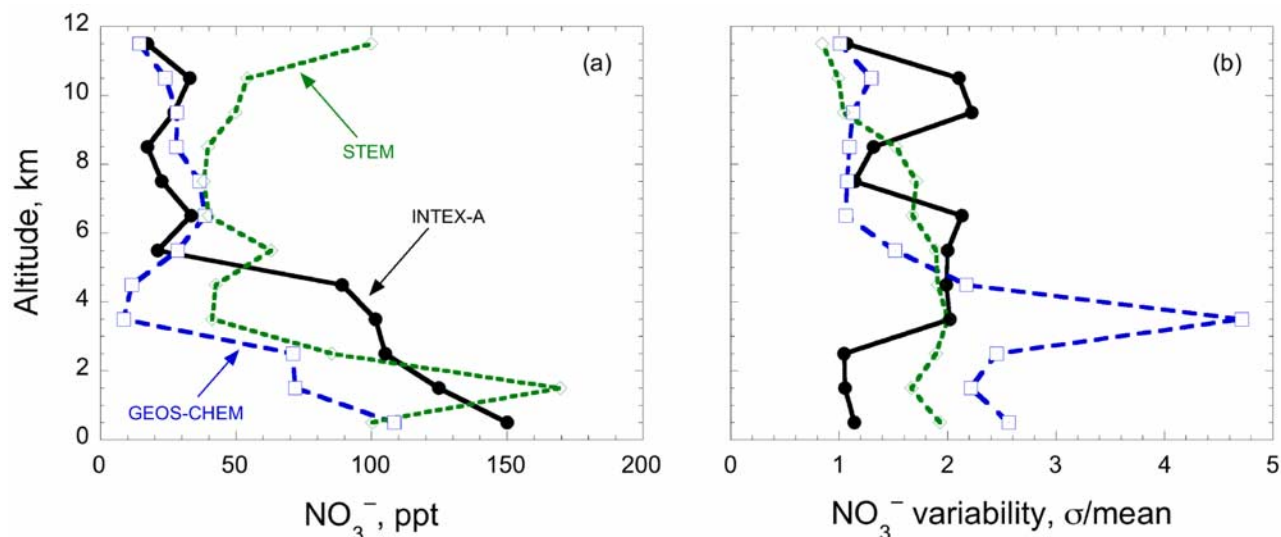 12
10
8
6
4
2
0
Altitude, km
(a)
STEM
INTEX-A
GEOS-CHEM
0 50 100 150 200
NO₃⁻, ppt
(b)
0 1 2 3 4 5
NO₃⁻ variability, σ/mean